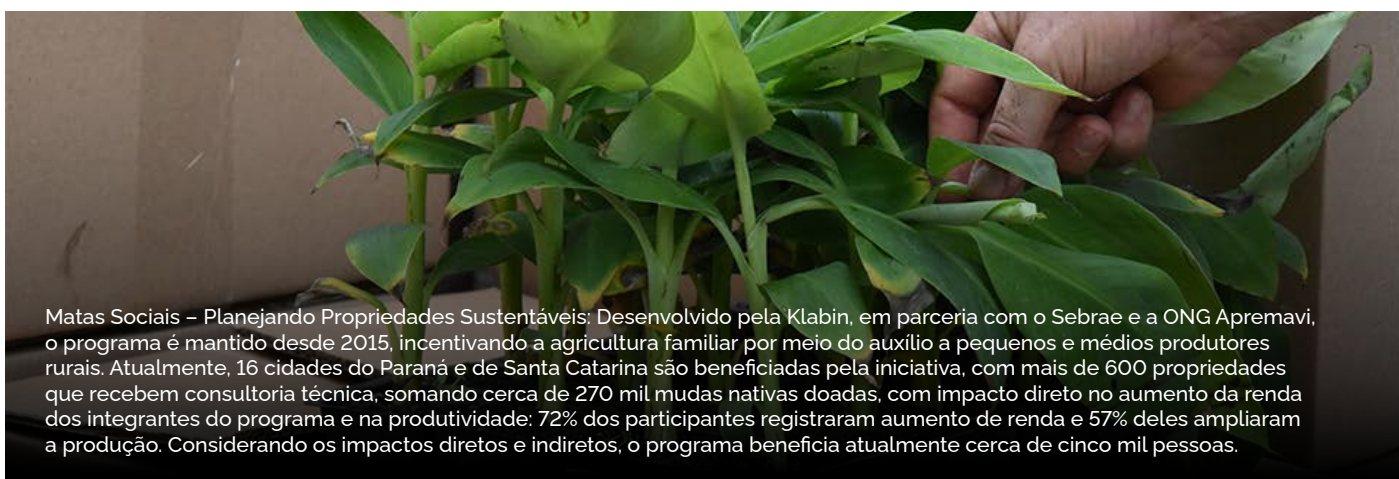 Matas Sociais – Planejando Propriedades Sustentáveis: Desenvolvido pela Klabin, em parceria com o Sebrae e a ONG Apremavi,
o programa é mantido desde 2015, incentivando a agricultura familiar por meio do auxílio a pequenos e médios produtores
rurais. Atualmente, 16 cidades do Paraná e de Santa Catarina são beneficiadas pela iniciativa, com mais de 600 propriedades
que recebem consultoria técnica, somando cerca de 270 mil mudas nativas doadas, com impacto direto no aumento da renda
dos integrantes do programa e na produtividade: 72% dos participantes registraram aumento de renda e 57% deles ampliaram
a produção. Considerando os impactos diretos e indiretos, o programa beneficia atualmente cerca de cinco mil pessoas.